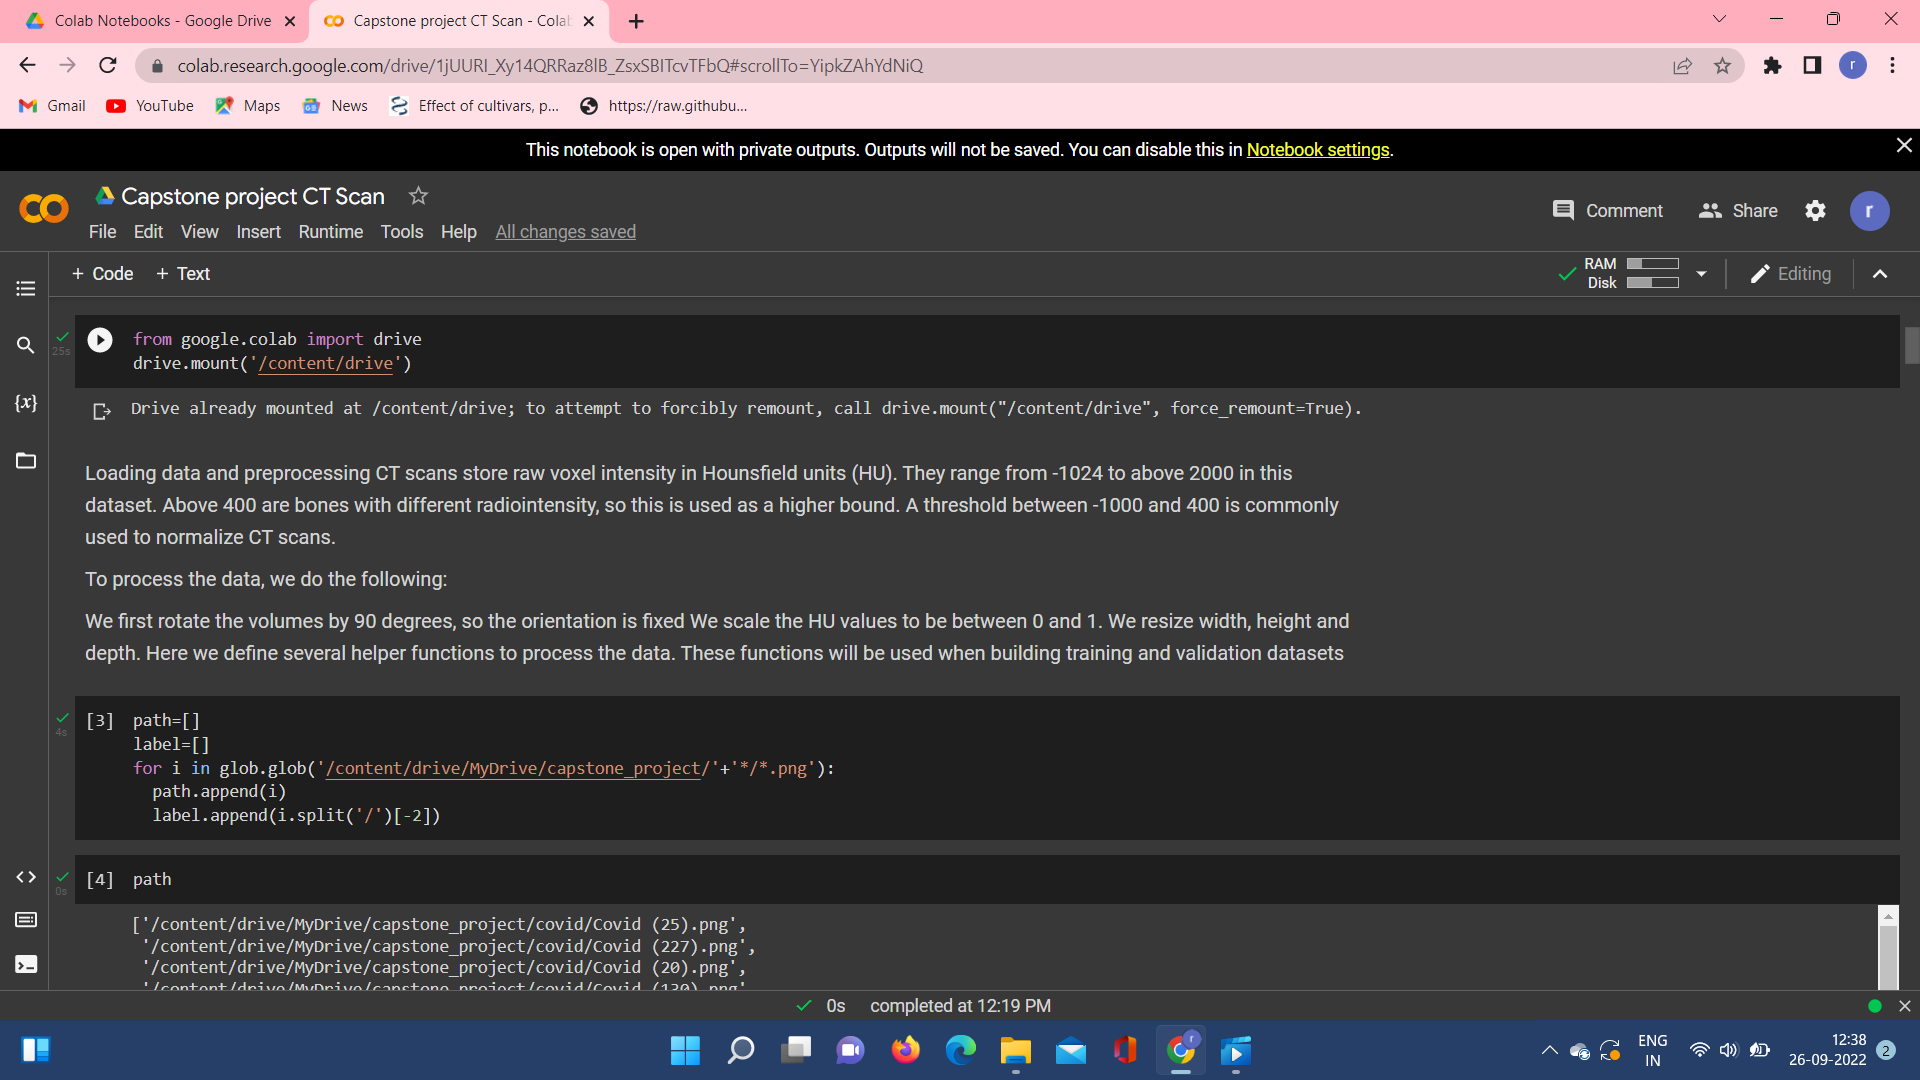 Colab Notebooks - Google Drive
Capstone project CT Scan - Colab
colab.research.google.com/drive/1jUURI_Xy14QRRaz8lB_ZsxSBITcvTFbQ#scrollTo=YipkZAhYdNiQ
r
Gmail
YouTube
Maps
News
Effect of cultivars, p...
https://raw.githubu...
This notebook is open with private outputs. Outputs will not be saved. You can disable this in Notebook settings.
Capstone project CT Scan
Comment
Share
r
File Edit View Insert Runtime Tools Help All changes saved
+ Code + Text
RAM
Disk
Editing
25s
from google.colab import drive
drive.mount('/content/drive')
Drive already mounted at /content/drive; to attempt to forcibly remount, call drive.mount("/content/drive", force_remount=True).
{x}
Loading data and preprocessing CT scans store raw voxel intensity in Hounsfield units (HU). They range from -1024 to above 2000 in this
dataset. Above 400 are bones with different radiointensity, so this is used as a higher bound. A threshold between -1000 and 400 is commonly
used to normalize CT scans.
To process the data, we do the following:
We first rotate the volumes by 90 degrees, so the orientation is fixed We scale the HU values to be between 0 and 1. We resize width, height and
depth. Here we define several helper functions to process the data. These functions will be used when building training and validation datasets
4s
[3] path=[]
label=[]
for i in glob.glob('/content/drive/MyDrive/capstone_project/'+'*/*.png'):
path.append(i)
label.append(i.split('/')[-2])
0s
[4] path
['/content/drive/MyDrive/capstone_project/covid/Covid (25).png',
'/content/drive/MyDrive/capstone_project/covid/Covid (227).png',
'/content/drive/MyDrive/capstone_project/covid/Covid (20).png',
'/content/drive/MyDrive/capstone_project/covid/Covid (130).png',
0s completed at 12:19 PM
r
ENG
IN
12:38
26-09-2022
2